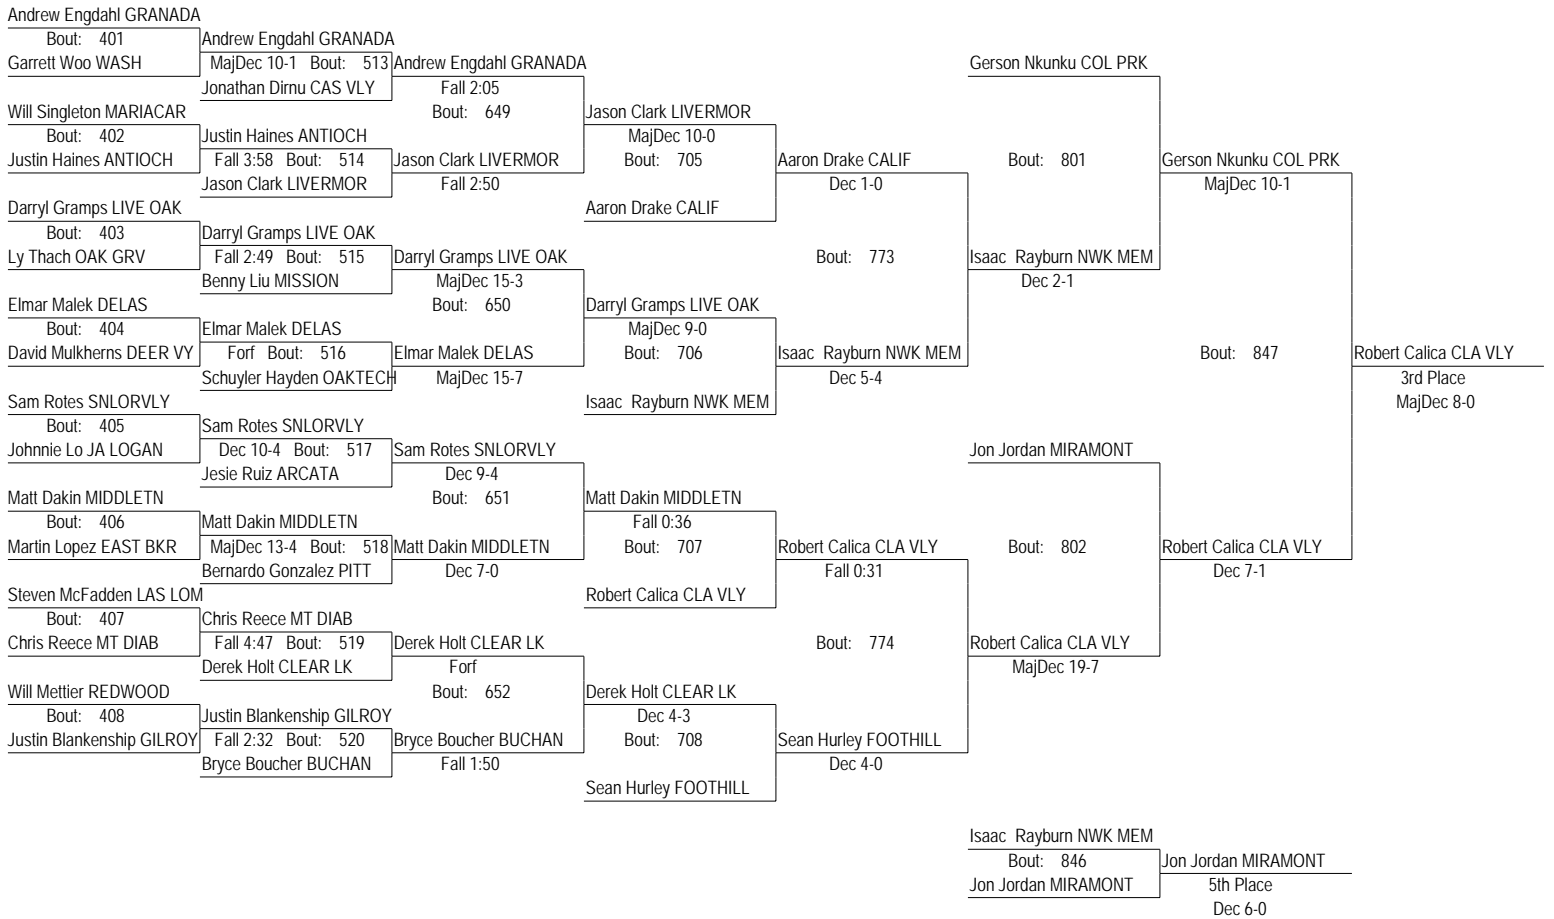 Andrew Engdahl GRANADA
Bout: 401 Andrew Engdahl GRANADA
Garrett Woo WASH MajDec 10-1 Bout: 513 Andrew Engdahl GRANADA Gerson Nkunku COL PRK
Jonathan Dirnu CAS VLY Fall 2:05
Will Singleton MARIACAR Bout: 649 Jason Clark LIVERMOR
Bout: 402 Justin Haines ANTIOCH MajDec 10-0
Justin Haines ANTIOCH Fall 3:58 Bout: 514 Jason Clark LIVERMOR Bout: 705 Aaron Drake CALIF Bout: 801 Gerson Nkunku COL PRK
Jason Clark LIVERMOR Fall 2:50 Dec 1-0 MajDec 10-1
Darryl Gramps LIVE OAK Aaron Drake CALIF
Bout: 403 Darryl Gramps LIVE OAK
Ly Thach OAK GRV Fall 2:49 Bout: 515 Darryl Gramps LIVE OAK Bout: 773 Isaac Rayburn NWK MEM
Benny Liu MISSION MajDec 15-3 Dec 2-1
Elmar Malek DELAS Bout: 650 Darryl Gramps LIVE OAK
Bout: 404 Elmar Malek DELAS MajDec 9-0
David Mulkherns DEER VY Forf Bout: 516 Elmar Malek DELAS Bout: 706 Isaac Rayburn NWK MEM Bout: 847 Robert Calica CLA VLY
Schuyler Hayden OAKTECH MajDec 15-7 Dec 5-4 3rd Place
Sam Rotes SNLORVLY Isaac Rayburn NWK MEM MajDec 8-0
Bout: 405 Sam Rotes SNLORVLY
Johnnie Lo JA LOGAN Dec 10-4 Bout: 517 Sam Rotes SNLORVLY Jon Jordan MIRAMONT
Jesie Ruiz ARCATA Dec 9-4
Matt Dakin MIDDLETN Bout: 651 Matt Dakin MIDDLETN
Bout: 406 Matt Dakin MIDDLETN Fall 0:36
Martin Lopez EAST BKR MajDec 13-4 Bout: 518 Matt Dakin MIDDLETN Bout: 707 Robert Calica CLA VLY Bout: 802 Robert Calica CLA VLY
Bernardo Gonzalez PITT Dec 7-0 Fall 0:31 Dec 7-1
Steven McFadden LAS LOM Robert Calica CLA VLY
Bout: 407 Chris Reece MT DIAB
Chris Reece MT DIAB Fall 4:47 Bout: 519 Derek Holt CLEAR LK Bout: 774 Robert Calica CLA VLY
Derek Holt CLEAR LK Forf MajDec 19-7
Will Mettier REDWOOD Bout: 652 Derek Holt CLEAR LK
Bout: 408 Justin Blankenship GILROY Dec 4-3
Justin Blankenship GILROY Fall 2:32 Bout: 520 Bryce Boucher BUCHAN Bout: 708 Sean Hurley FOOTHILL
Bryce Boucher BUCHAN Fall 1:50 Dec 4-0
Sean Hurley FOOTHILL
Isaac Rayburn NWK MEM
Bout: 846 Jon Jordan MIRAMONT
Jon Jordan MIRAMONT 5th Place
Dec 6-0